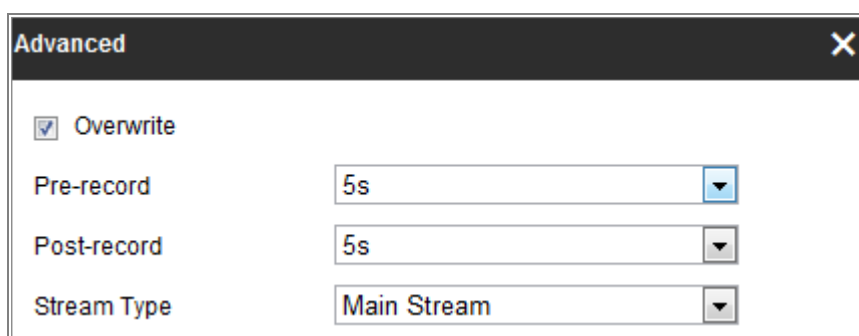 Advanced
Overwrite
Pre-record 5s
Post-record 5s
Stream Type Main Stream